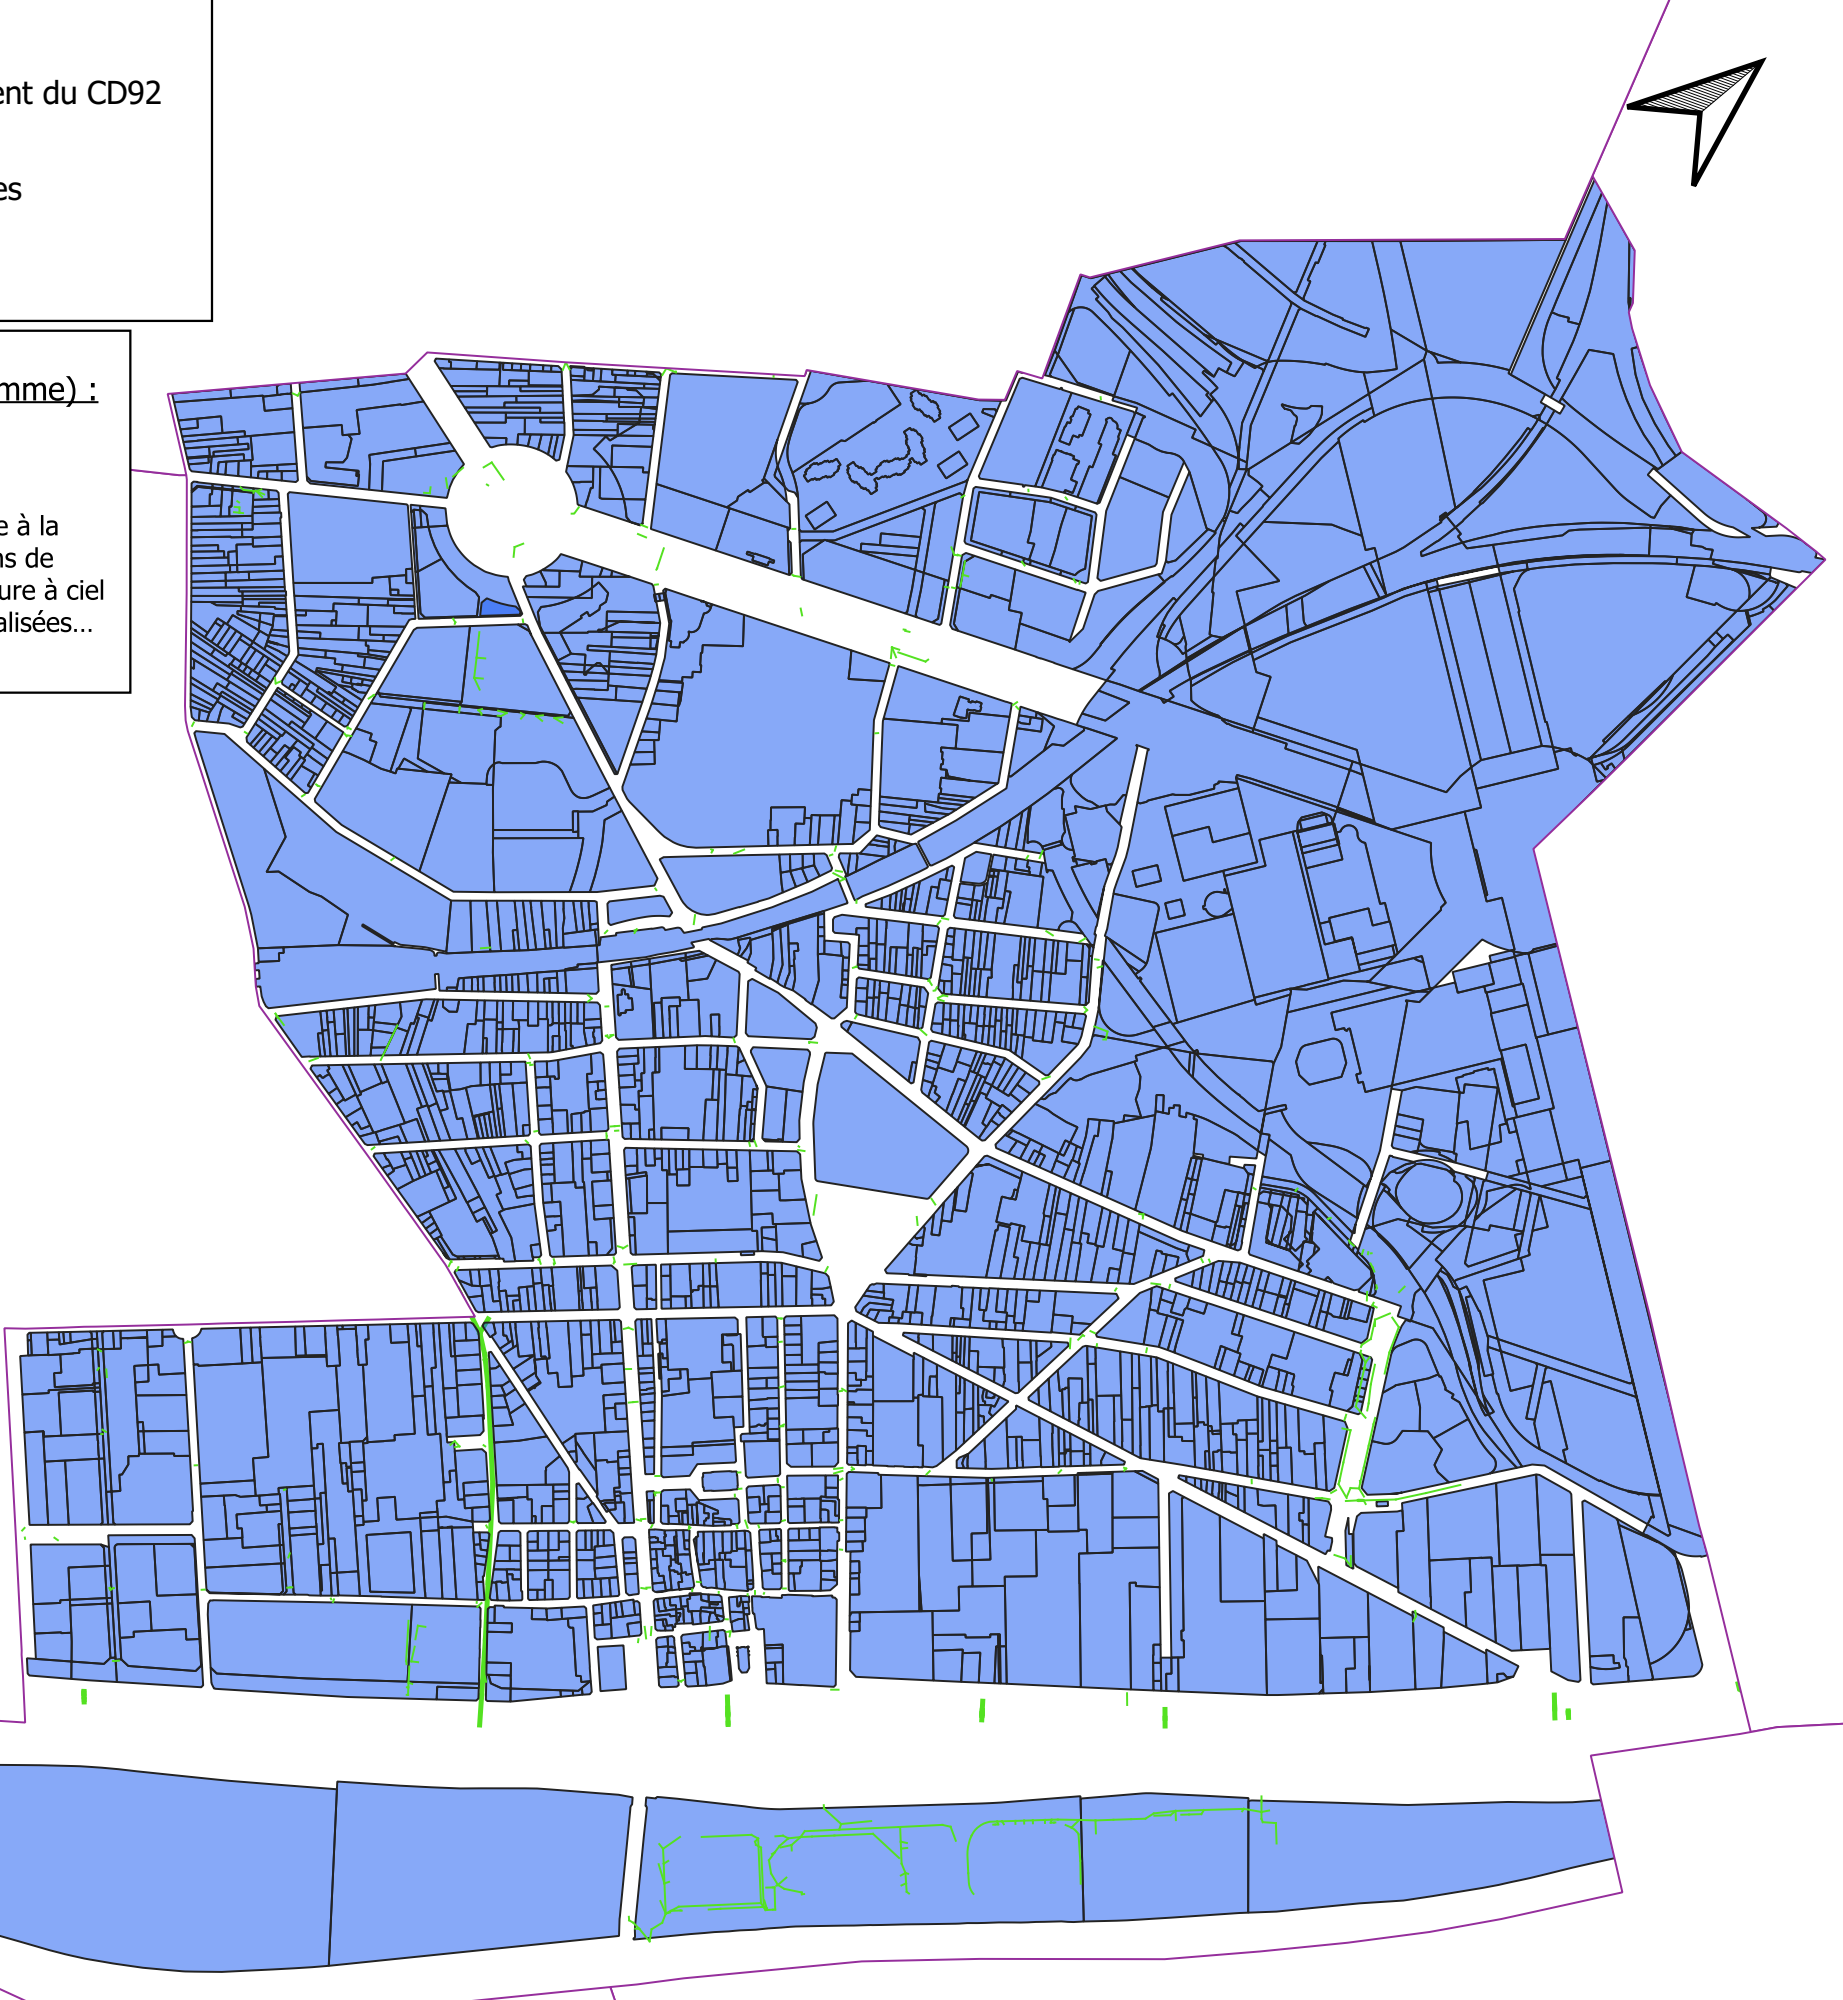 ent du CD92
es
mme) :
e à la
ns de
ure à ciel
alisées...